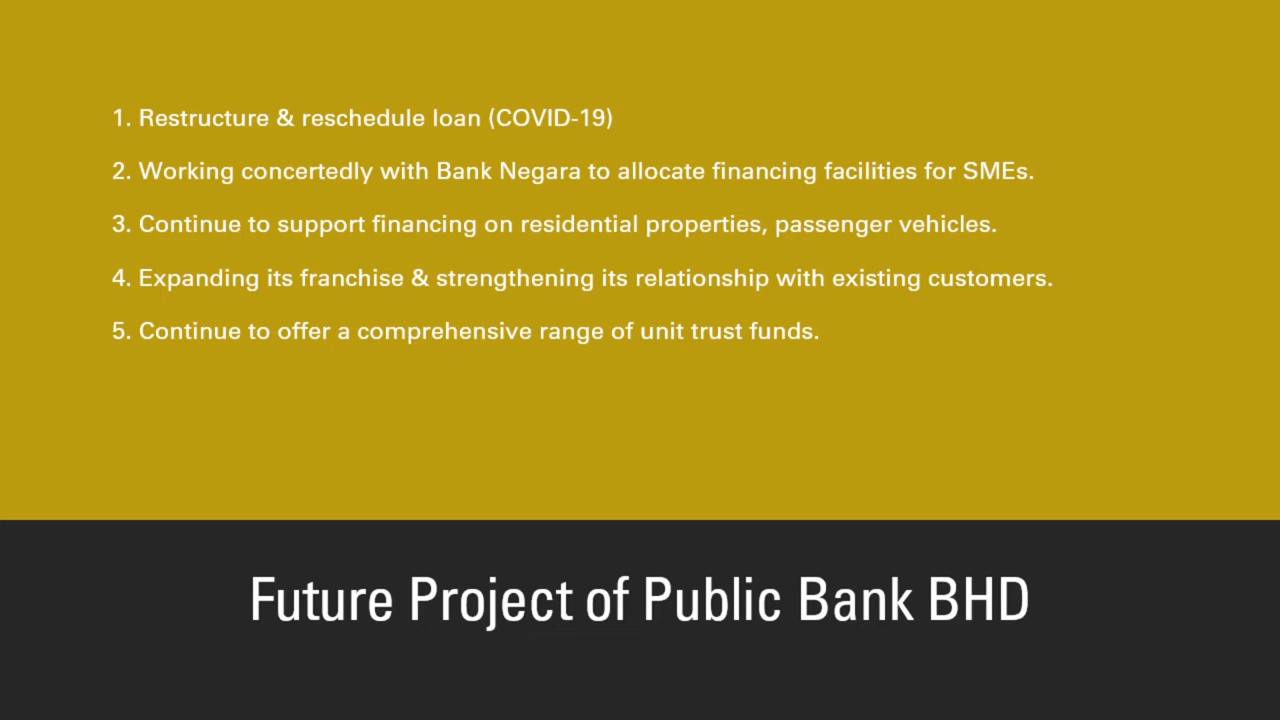 1. Restructure & reschedule loan (COVID-19)
2. Working concertedly with Bank Negara to allocate financing facilities for SMEs.
3. Continue to support financing on residential properties, passenger vehicles.
4. Expanding its franchise & strengthening its relationship with existing customers.
5. Continue to offer a comprehensive range of unit trust funds.
Future Project of Public Bank BHD